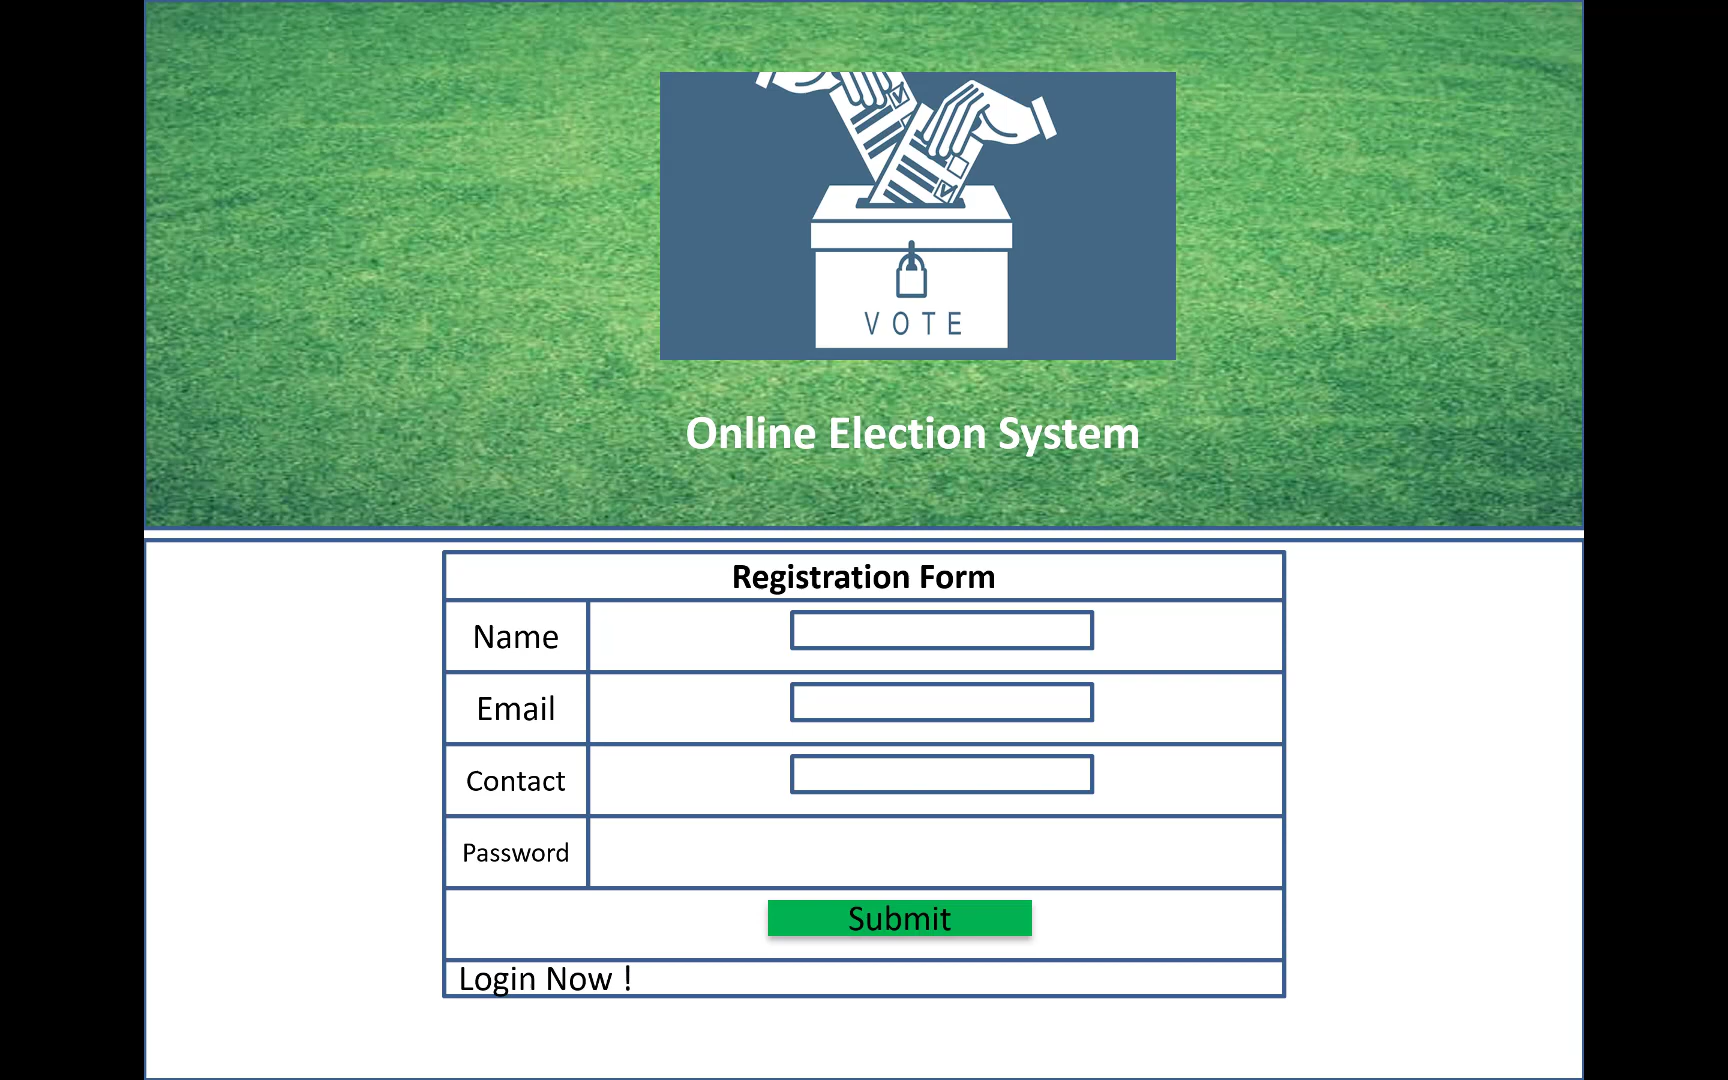 VOTE
Online Election System
Registration Form
Name
Email
Contact
Password
Submit
Login Now !